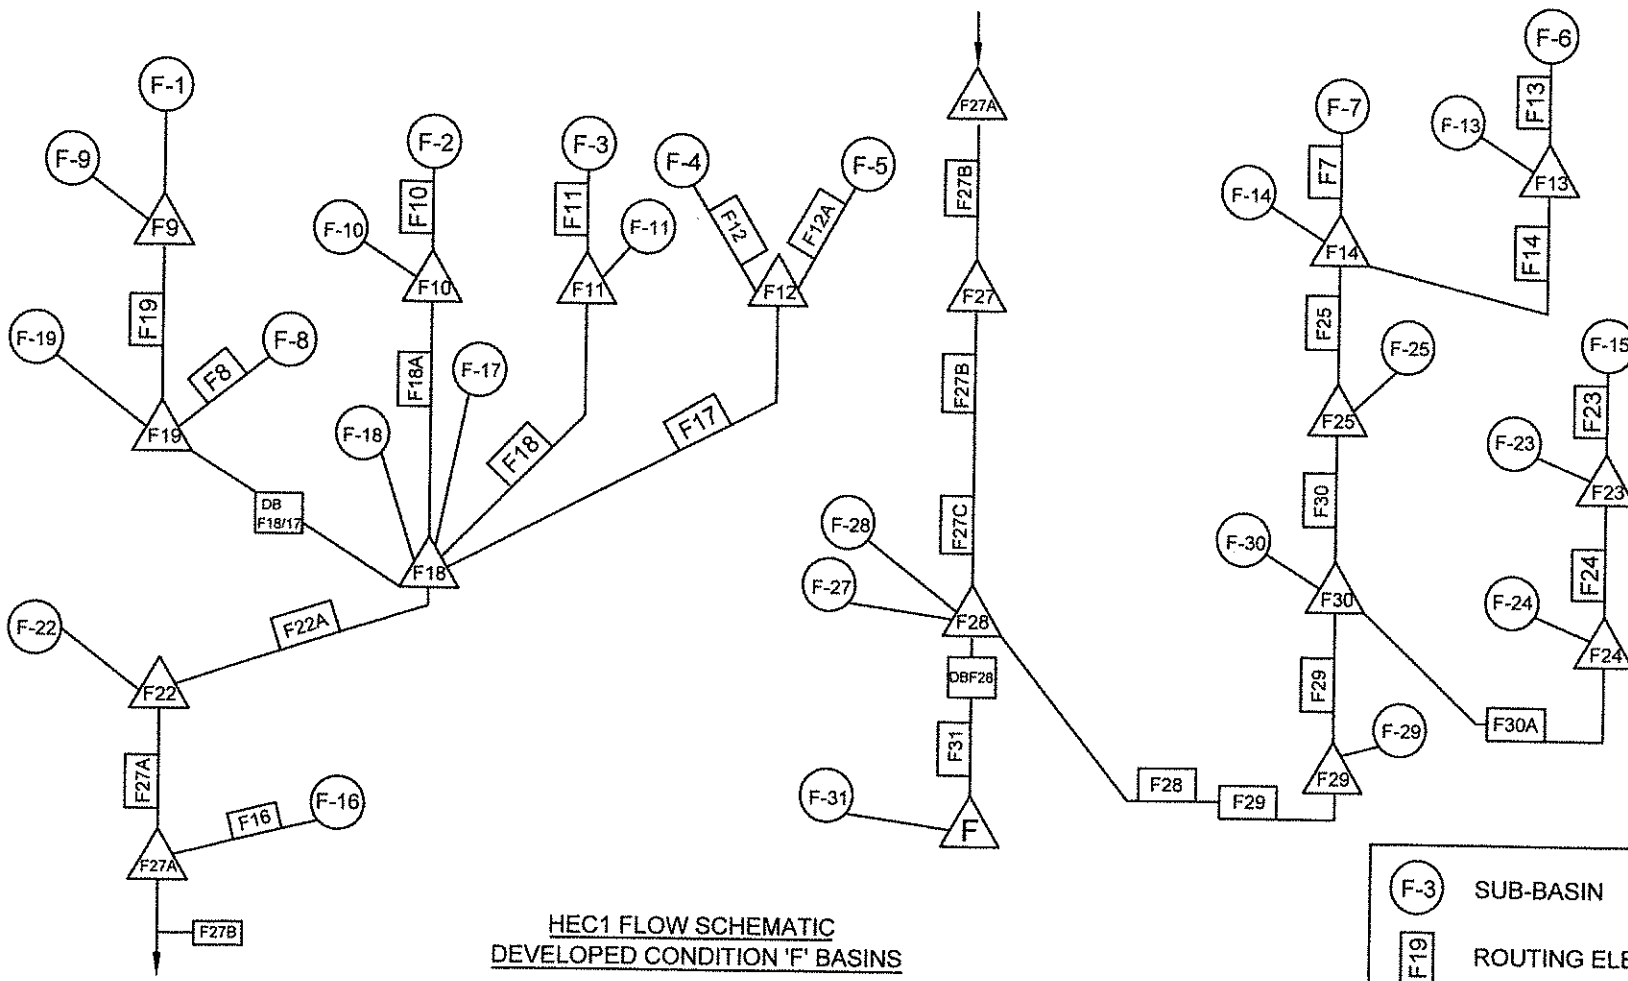 F-1
F-9
F9
F19
F-19
F-8
F8
F19
DB
F18/17
F-2
F10
F-10
F10
F18A
F-17
F-18
F-3
F11
F-11
F11
F18
F-4
F-5
F12
F12A
F12
F17
F18
F22A
F-22
F22
F27A
F16
F-16
F27A
F27B
F27A
F27B
F27
F27B
F27C
F-28
F-27
F28
DBF28
F31
F-31
F
F28
F29
F-7
F7
F-14
F14
F25
F-25
F25
F30
F-30
F30
F29
F-29
F29
F-6
F13
F-13
F13
F14
F-15
F23
F-23
F23
F24
F-24
F24
F30A
HEC1 FLOW SCHEMATIC
DEVELOPED CONDITION 'F' BASINS
F-3 SUB-BASIN
F19 ROUTING ELE